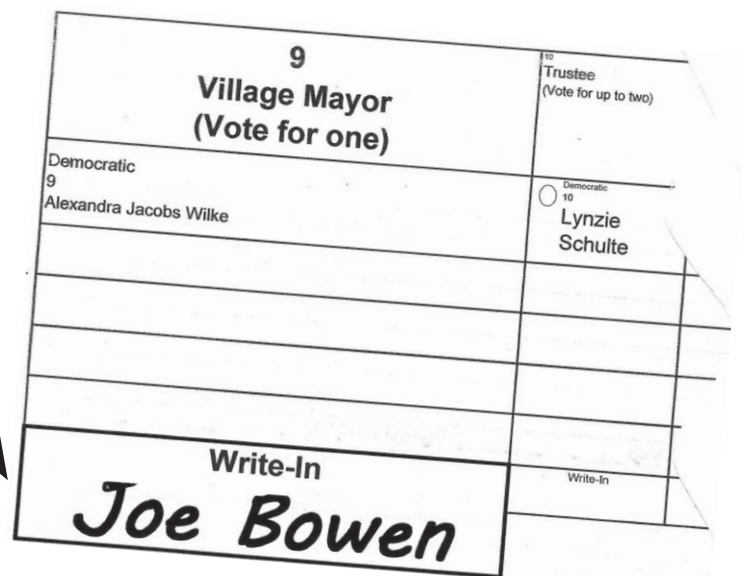 9
Village Mayor
(Vote for one)
Democratic
9
Alexandra Jacobs Wilke
Write-In
Joe Bowen
10
Trustee
(Vote for up to two)
Democratic
10
Lynzie
Schulte
Write-In